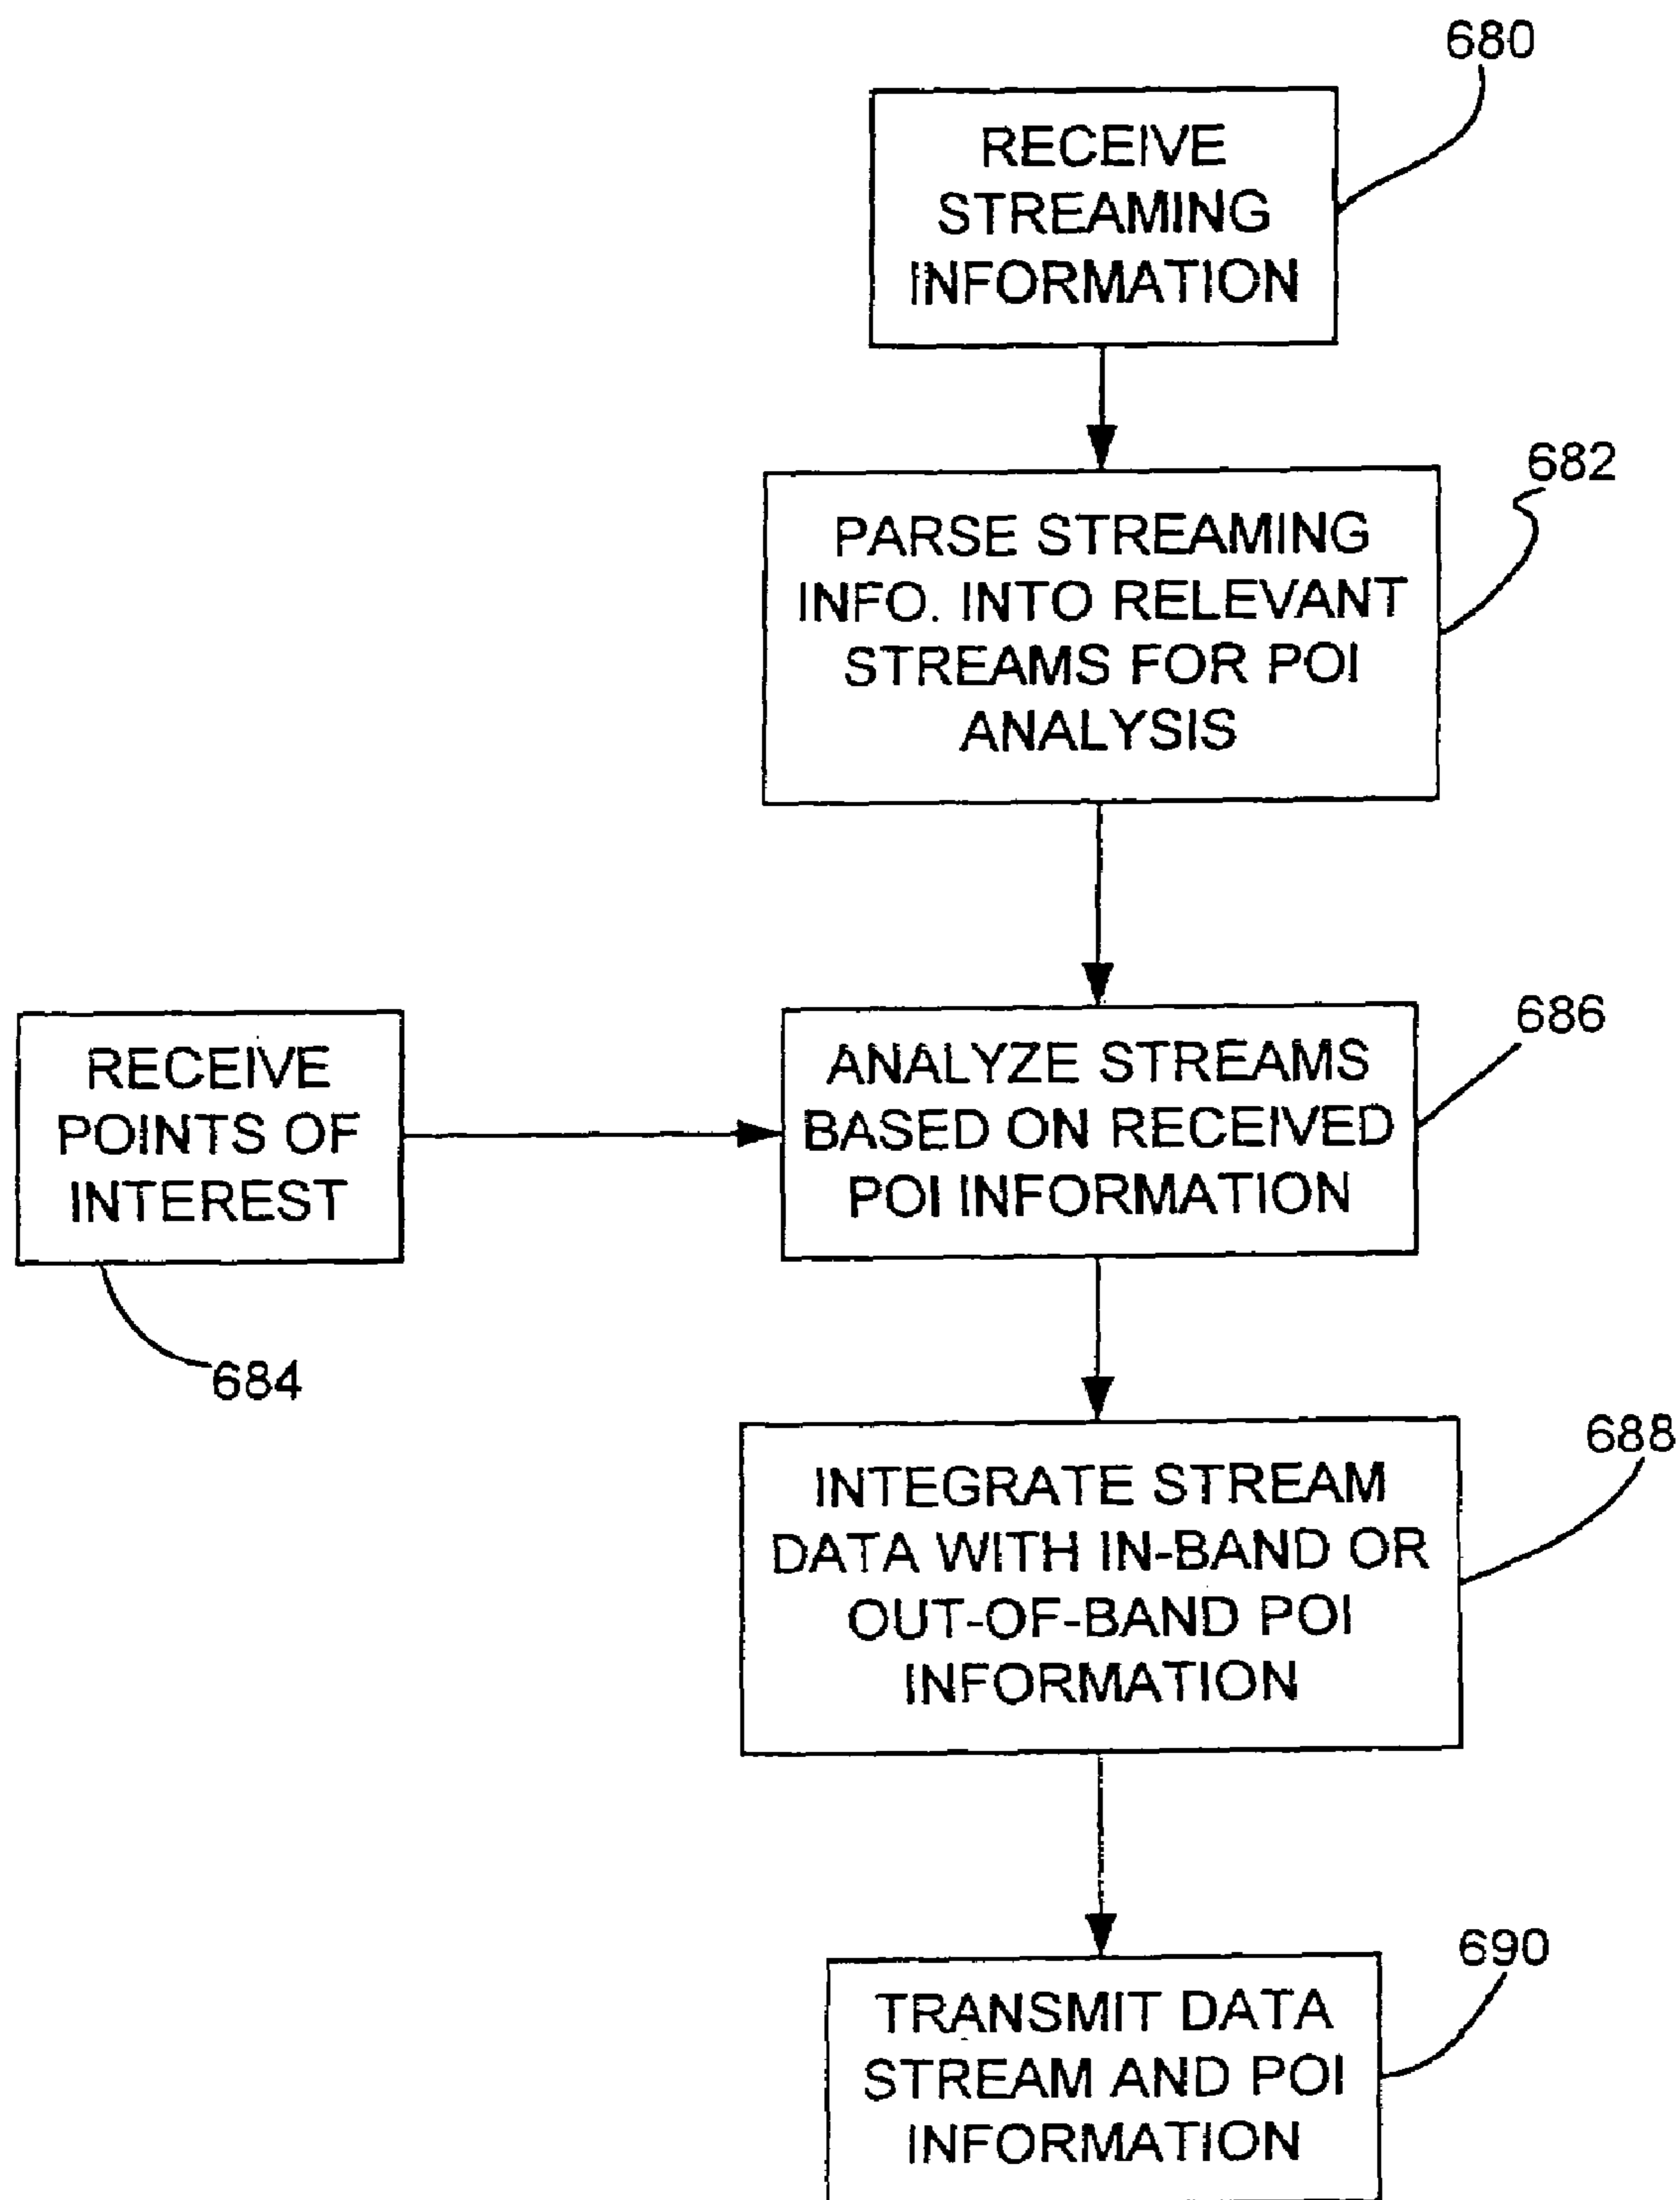 680
RECEIVE
STREAMING
INFORMATION
682
PARSE STREAMING
INFO. INTO RELEVANT
STREAMS FOR POI
ANALYSIS
RECEIVE
POINTS OF
INTEREST
684
686
ANALYZE STREAMS
BASED ON RECEIVED
POI INFORMATION
688
INTEGRATE STREAM
DATA WITH IN-BAND OR
OUT-OF-BAND POI
INFORMATION
690
TRANSMIT DATA
STREAM AND POI
INFORMATION